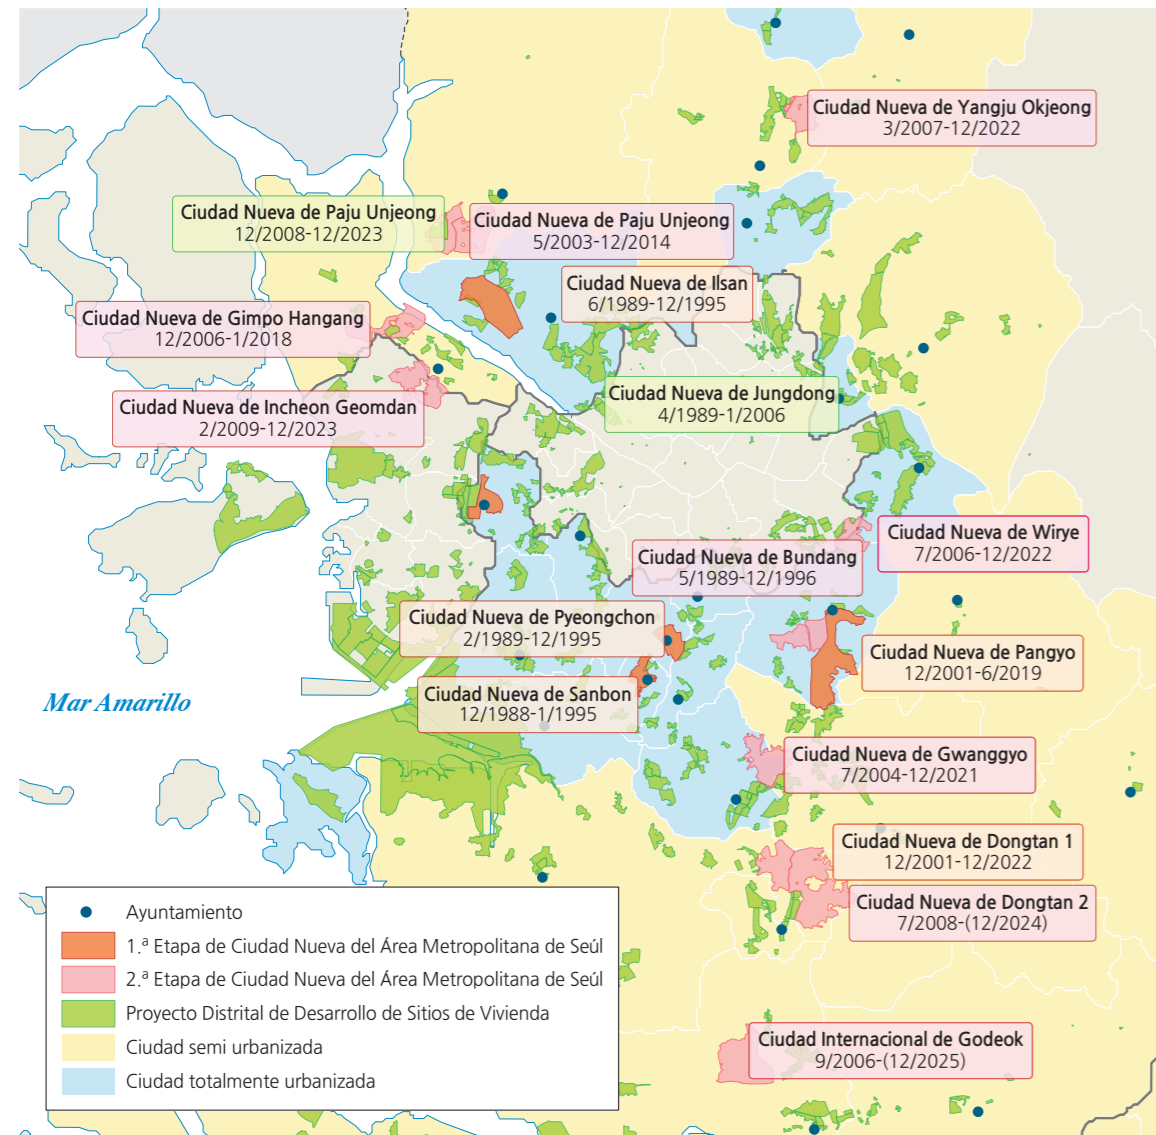 Ciudad Nueva de Yangju Okjeong
3/2007-12/2022
Ciudad Nueva de Paju Unjeong
12/2008-12/2023
Ciudad Nueva de Paju Unjeong
5/2003-12/2014
Ciudad Nueva de Ilsan
6/1989-12/1995
Ciudad Nueva de Gimpo Hangang
12/2006-1/2018
Ciudad Nueva de Jungdong
4/1989-1/2006
Ciudad Nueva de Incheon Geomdan
2/2009-12/2023
Ciudad Nueva de Wirye
7/2006-12/2022
Ciudad Nueva de Bundang
5/1989-12/1996
Ciudad Nueva de Pyeongchon
2/1989-12/1995
Ciudad Nueva de Pangyo
12/2001-6/2019
Ciudad Nueva de Sanbon
12/1988-1/1995
Mar Amarillo
Ciudad Nueva de Gwanggyo
7/2004-12/2021
Ciudad Nueva de Dongtan 1
12/2001-12/2022
Ciudad Nueva de Dongtan 2
7/2008-(12/2024)
Ciudad Internacional de Godeok
9/2006-(12/2025)
Ayuntamiento
1.ª Etapa de Ciudad Nueva del Área Metropolitana de Seúl
2.ª Etapa de Ciudad Nueva del Área Metropolitana de Seúl
Proyecto Distrital de Desarrollo de Sitios de Vivienda
Ciudad semi urbanizada
Ciudad totalmente urbanizada